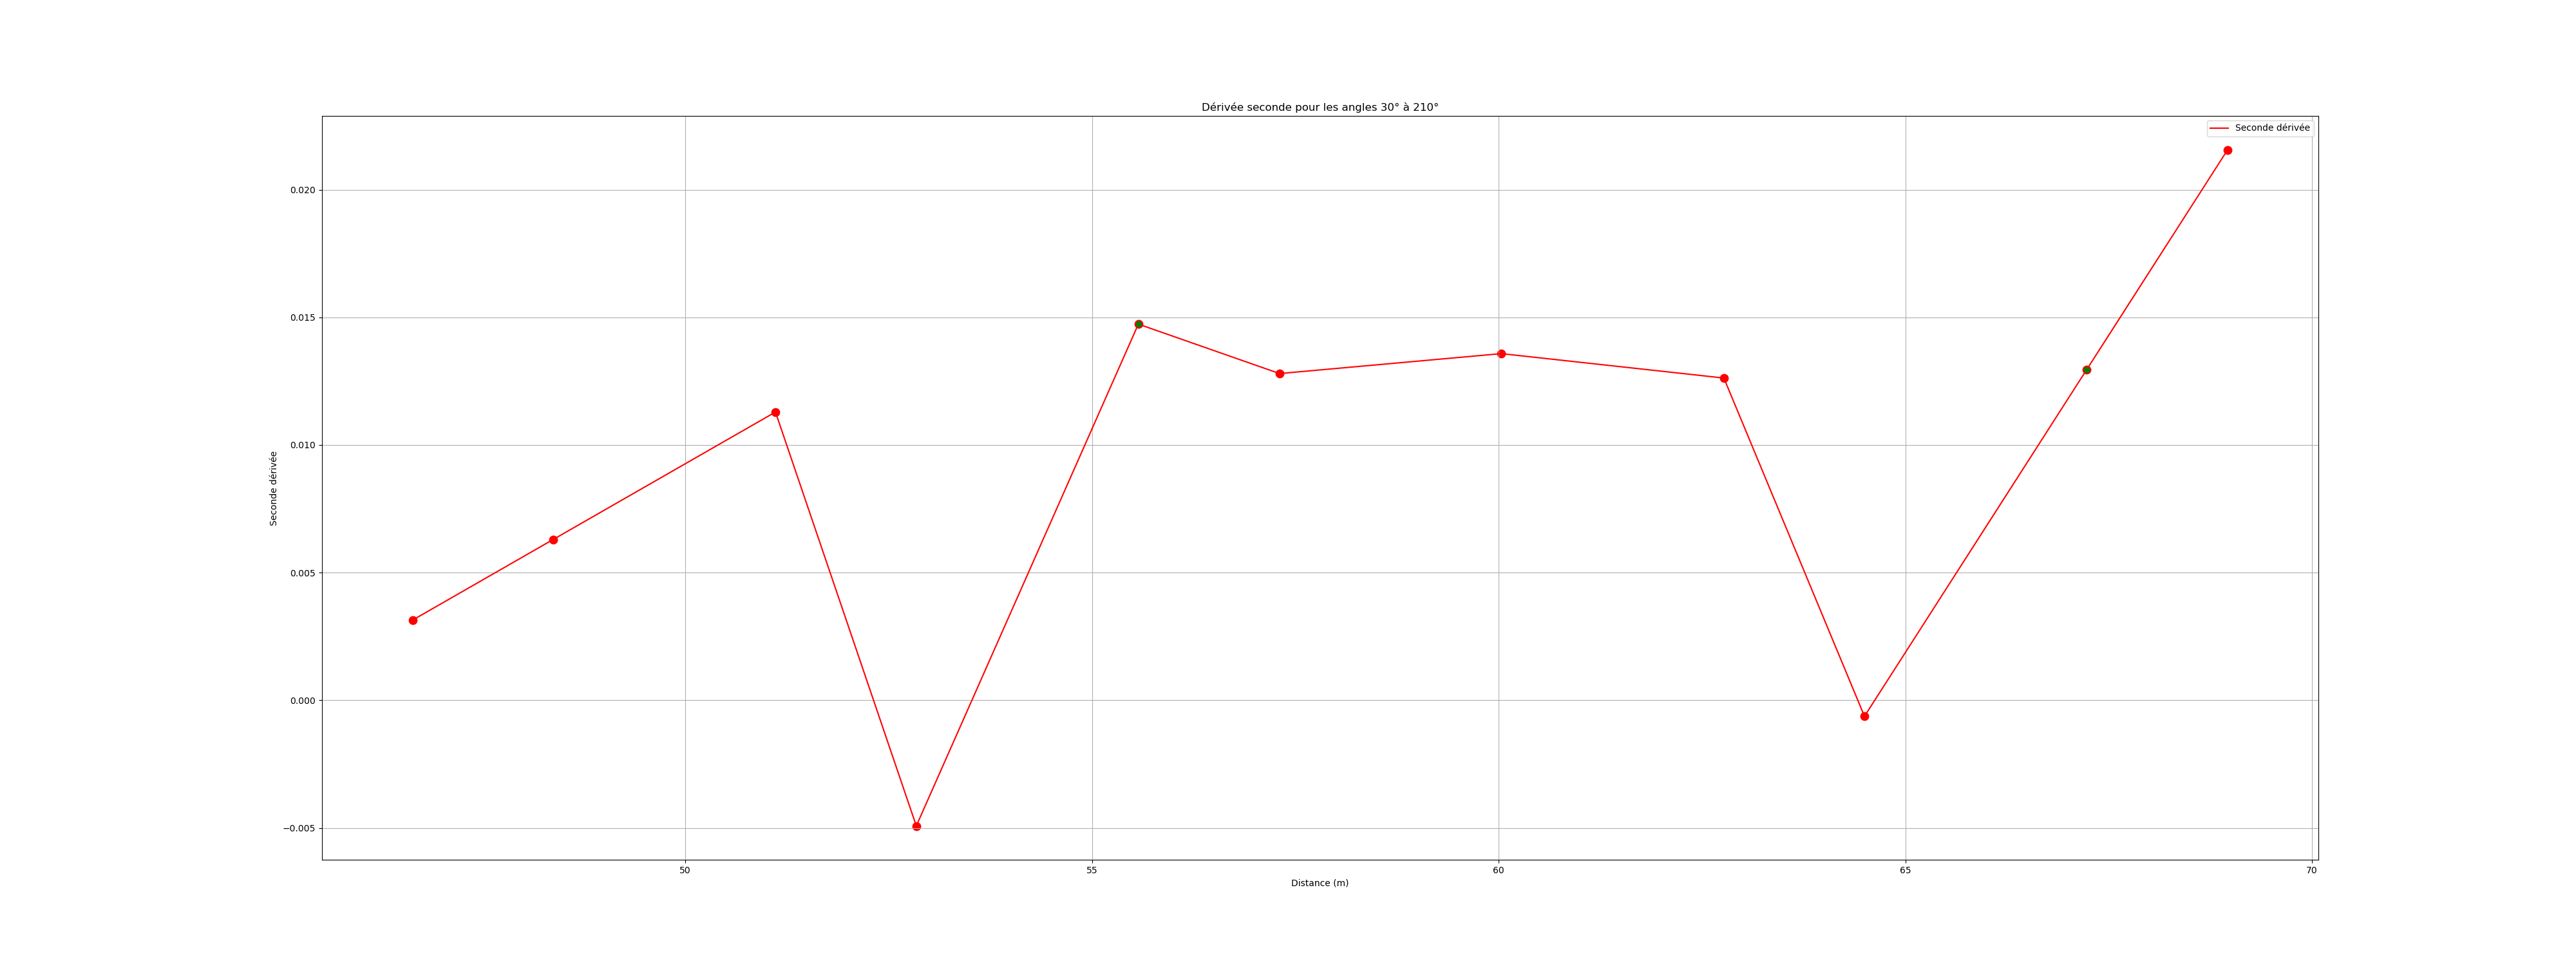 Dérivée seconde pour les angles 30° à 210°
Seconde dérivée
0.020
0.015
0.010
0.005
0.000
−0.005
Seconde dérivée
50
55
60
65
70
Distance (m)